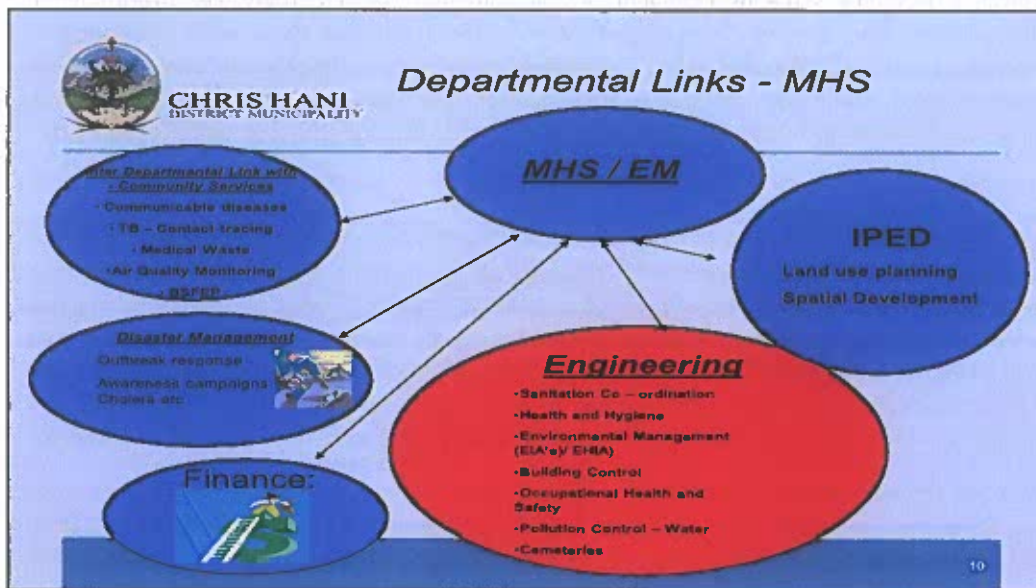 Departmental Links - MHS
CHRIS HANI
DISTRICT MUNICIPALITY
MHS / EM
Inter Departmental Link with
- Community Services
• Communicable diseases
• TB – Contact tracing
• Medical Waste
•Air Quality Monitoring
• BSFEP
IPED
Land use planning
Spatial Development
Disaster Management
Outbreak response -
Awareness campaigns
Cholera etc
Engineering
•Sanitation Co – ordination
•Health and Hygiene
•Environmental Management
(EIA's)/ EHIA)
•Building Control
•Occupational Health and
Safety
•Pollution Control – Water
•Cemeteries
Finance:
10